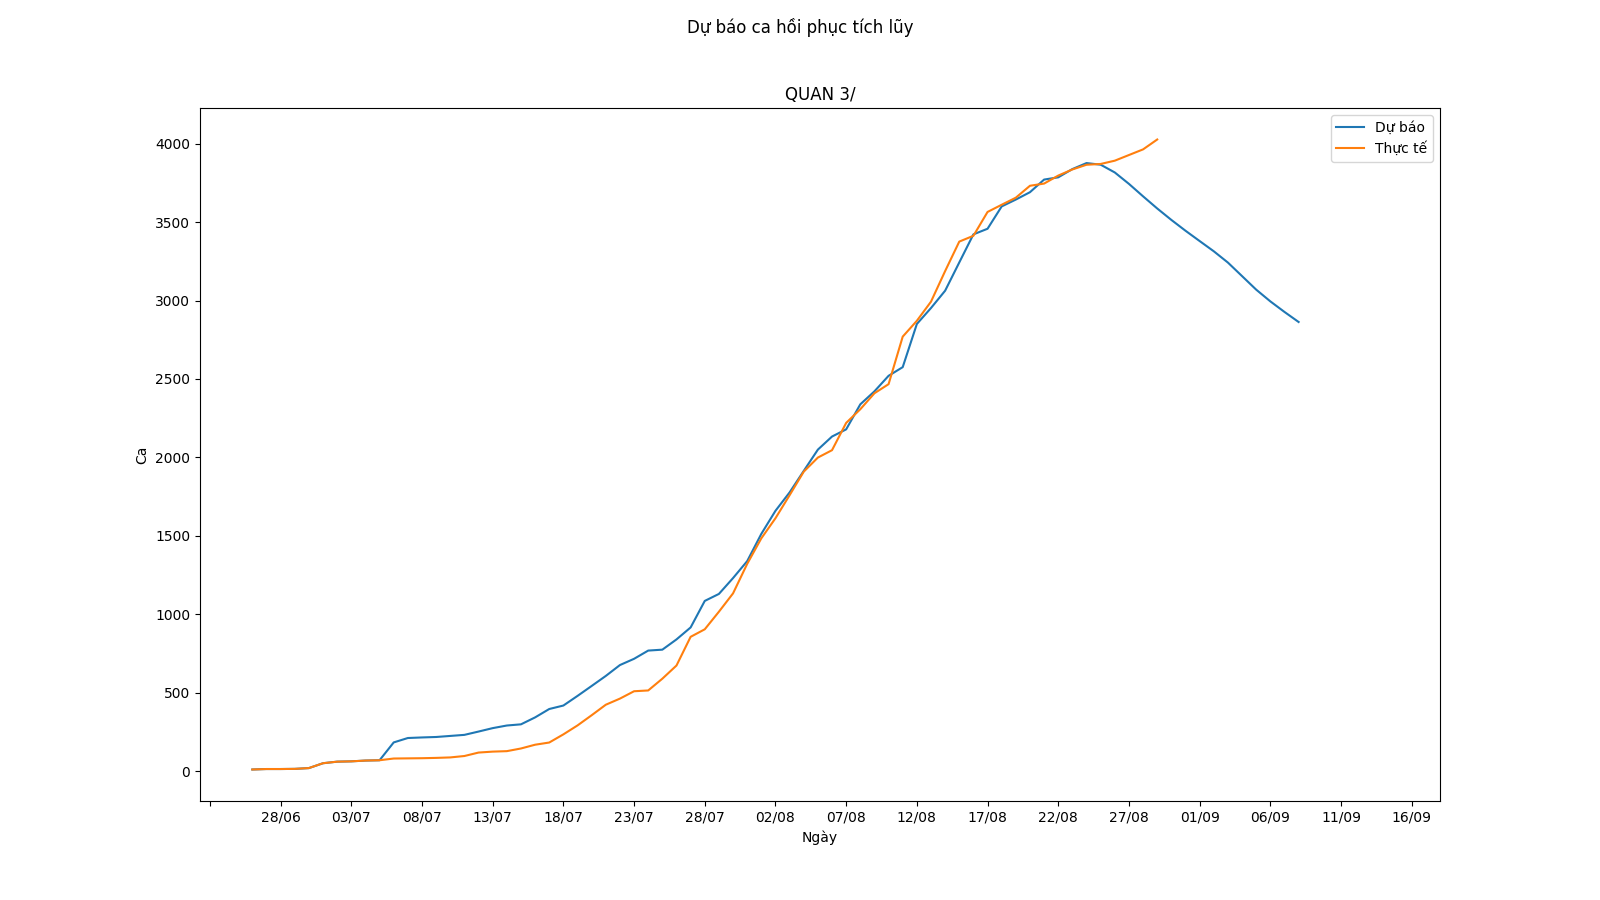 Dự báo ca hồi phục tích lũy
QUAN 3/
Dự báo
Thực tế
4000
3500
3000
2500
2000
1500
1000
500
0
Ca
28/06 03/07 08/07 13/07 18/07 23/07 28/07 02/08 07/08 12/08 17/08 22/08 27/08 01/09 06/09 11/09 16/09
Ngày